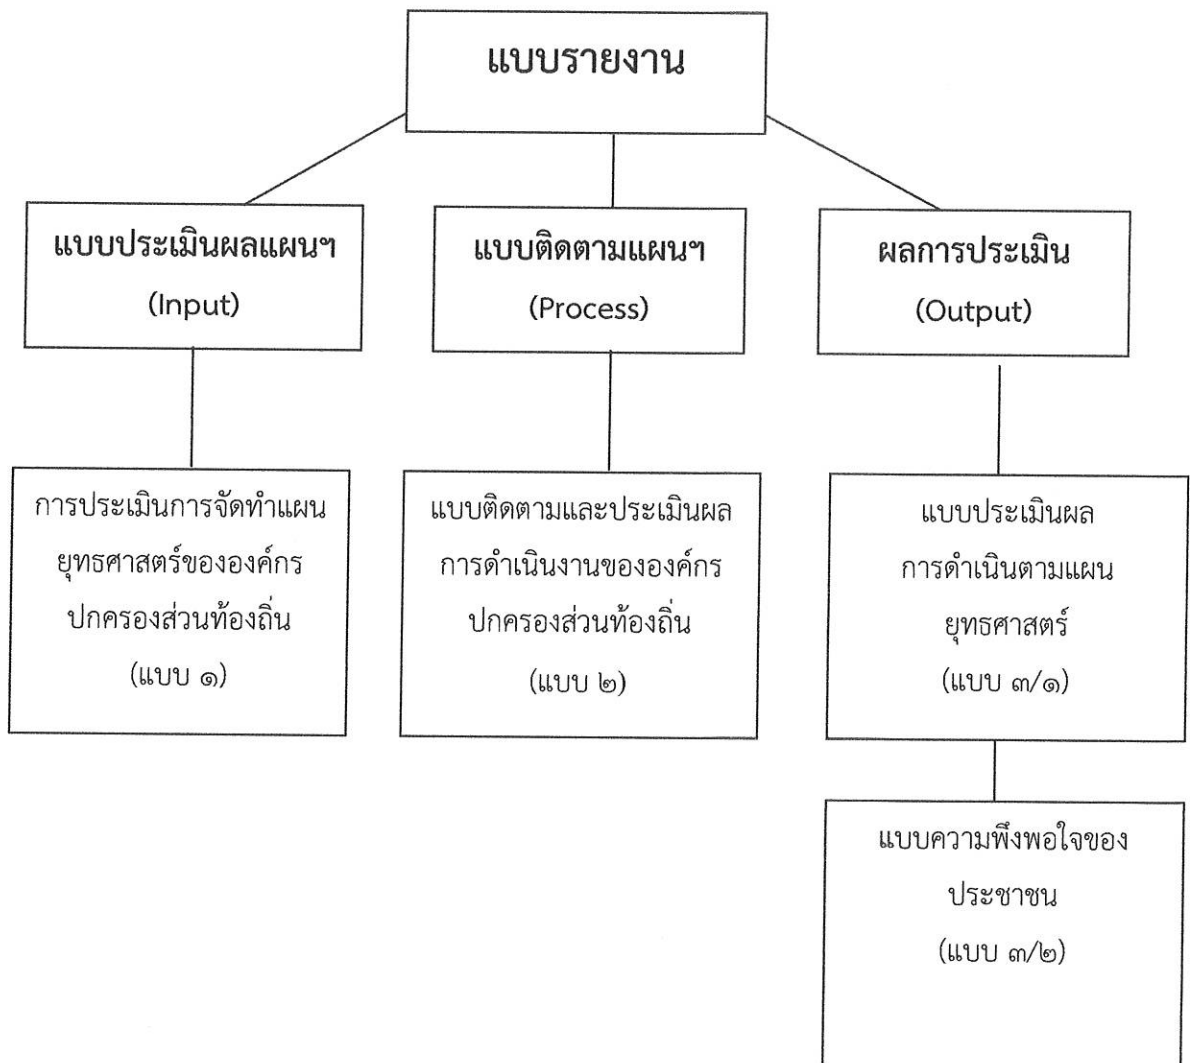 แบบรายงาน
แบบประเมินผลแผนฯ
(Input)
แบบติดตามแผนฯ
(Process)
ผลการประเมิน
(Output)
การประเมินการจัดทำแผน
ยุทธศาสตร์ขององค์กร
ปกครองส่วนท้องถิ่น
(แบบ ๑)
แบบติดตามและประเมินผล
การดำเนินงานขององค์กร
ปกครองส่วนท้องถิ่น
(แบบ ๒)
แบบประเมินผล
การดำเนินตามแผน
ยุทธศาสตร์
(แบบ ๓/๑)
แบบความพึงพอใจของ
ประชาชน
(แบบ ๓/๒)